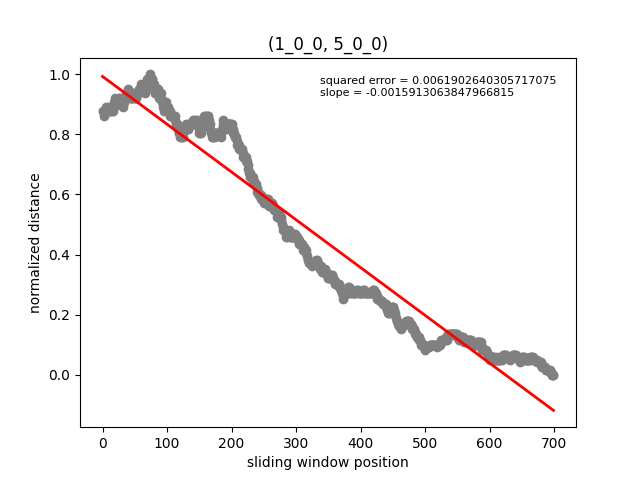 (1_0_0, 5_0_0)
squared error = 0.0061902640305717075
slope = -0.0015913063847966815
1.0
0.8
0.6
0.4
0.2
0.0
normalized distance
0 100 200 300 400 500 600 700
sliding window position